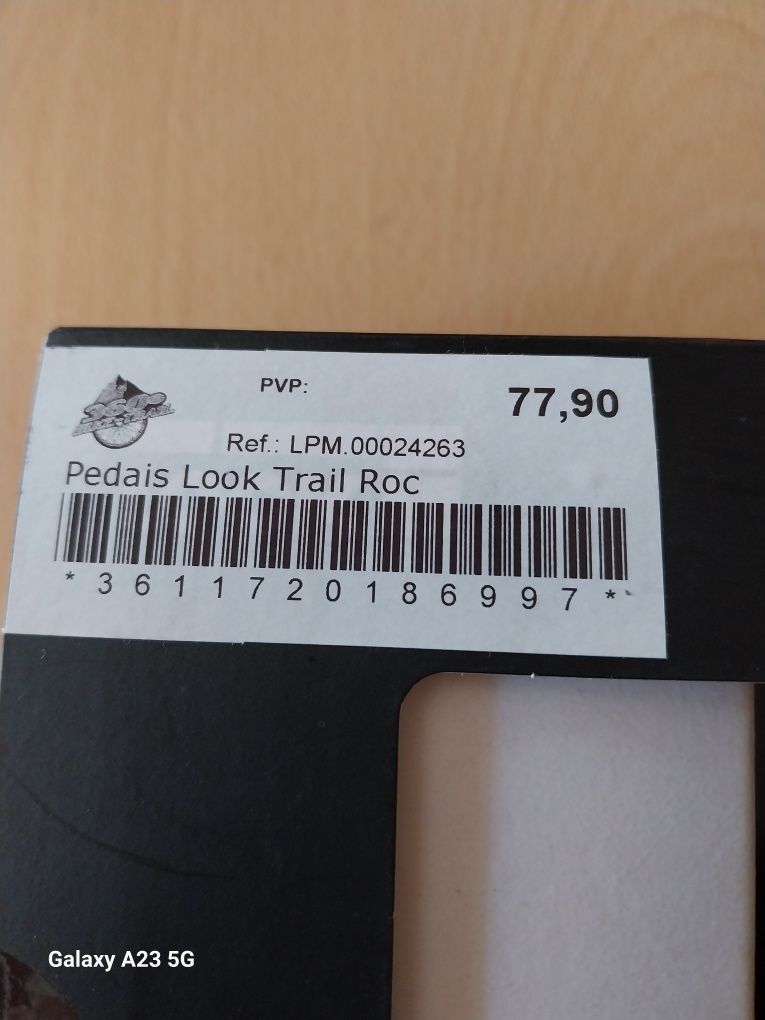 PVP:
77,90
Ref.: LPM.00024263
Pedais Look Trail Roc
*3611720186997*
Galaxy A23 5G